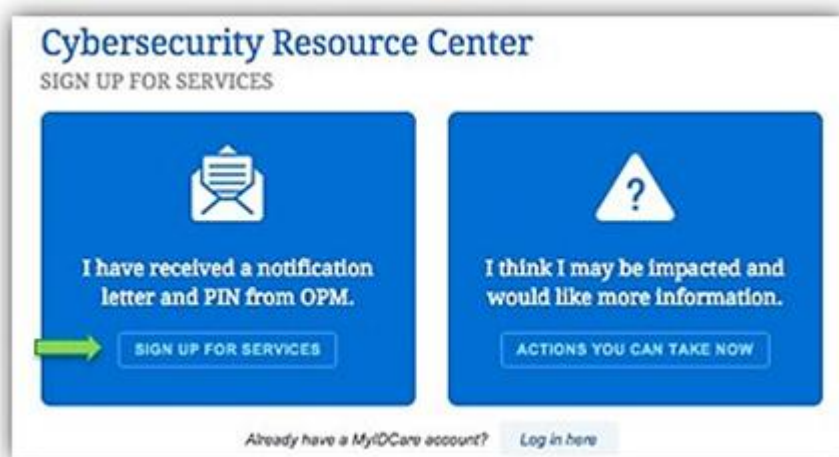 Cybersecurity Resource Center
SIGN UP FOR SERVICES
?
I have received a notification
letter and PIN from OPM.
SIGN UP FOR SERVICES
I think I may be impacted and
would like more information.
ACTIONS YOU CAN TAKE NOW
Already have a MyIDCare account? Log in here